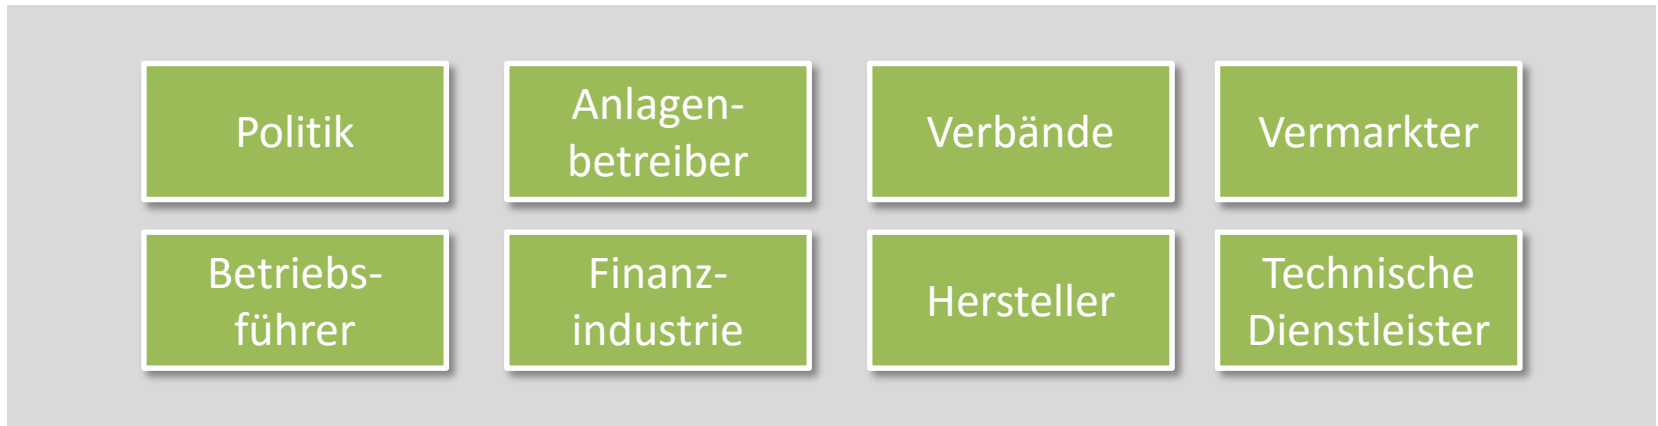 Politik
Anlagen-
betreiber
Verbände
Vermarkter
Betriebs-
führer
Finanz-
industrie
Hersteller
Technische
Dienstleister